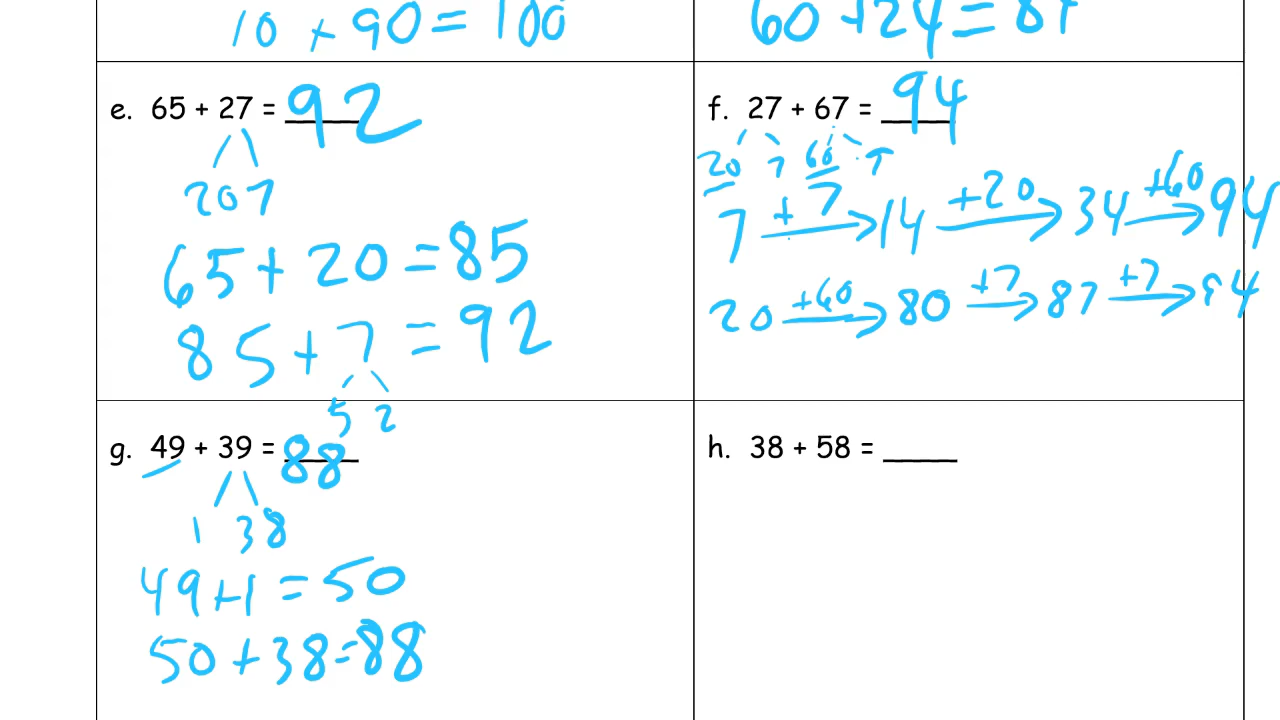 10 + 90 = 100
60 + 24 = 84
e. 65 + 27 = 92
20 7
65 + 20 = 85
85 + 7 = 92
5 2
f. 27 + 67 = 94
20 7 60 7
7 +7 → 14 +20 → 34 +60 → 94
20 +60 → 80 +7 → 87 +7 → 94
g. 49 + 39 = 88
1 38
49 + 1 = 50
50 + 38 = 88
h. 38 + 58 = _____